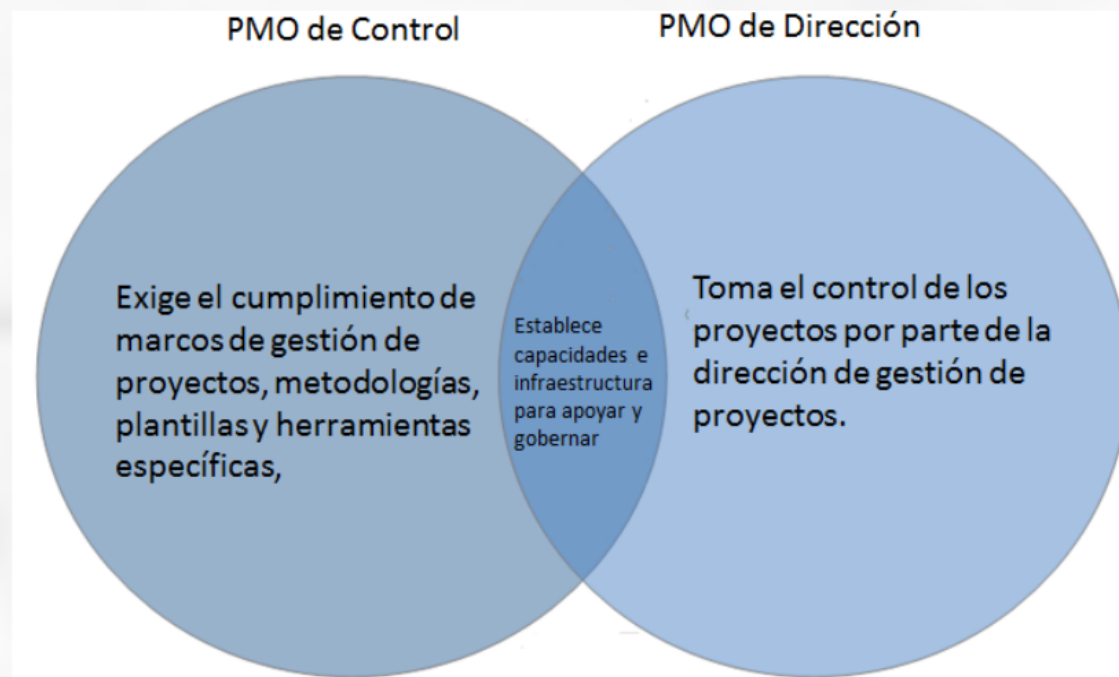 PMO de Control
PMO de Dirección
Exige el cumplimiento de
marcos de gestión de
proyectos, metodologías,
plantillas y herramientas
específicas,
Establece
capacidades e
infraestructura
para apoyar y
gobernar
Toma el control de los
proyectos por parte de la
dirección de gestión de
proyectos.